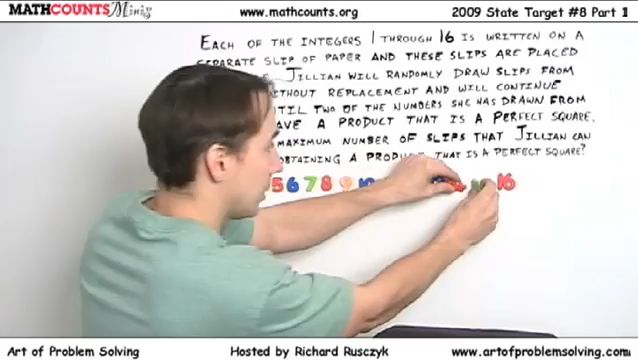 MATHCOUNTS Minis
www.mathcounts.org
2009 State Target #8 Part 1
EACH OF THE INTEGERS 1 THROUGH 16 IS WRITTEN ON A
SEPARATE SLIP OF PAPER AND THESE SLIPS ARE PLACED
JILLIAN WILL RANDOMLY DRAW SLIPS FROM
WITHOUT REPLACEMENT AND WILL CONTINUE
UNTIL TWO OF THE NUMBERS SHE HAS DRAWN FROM
HAVE A PRODUCT THAT IS A PERFECT SQUARE.
MAXIMUM NUMBER OF SLIPS THAT JILLIAN CAN
OBTAINING A PRODUCT THAT IS A PERFECT SQUARE?
5 6 7 8 9 10 16
Art of Problem Solving
Hosted by Richard Rusczyk
www.artofproblemsolving.com